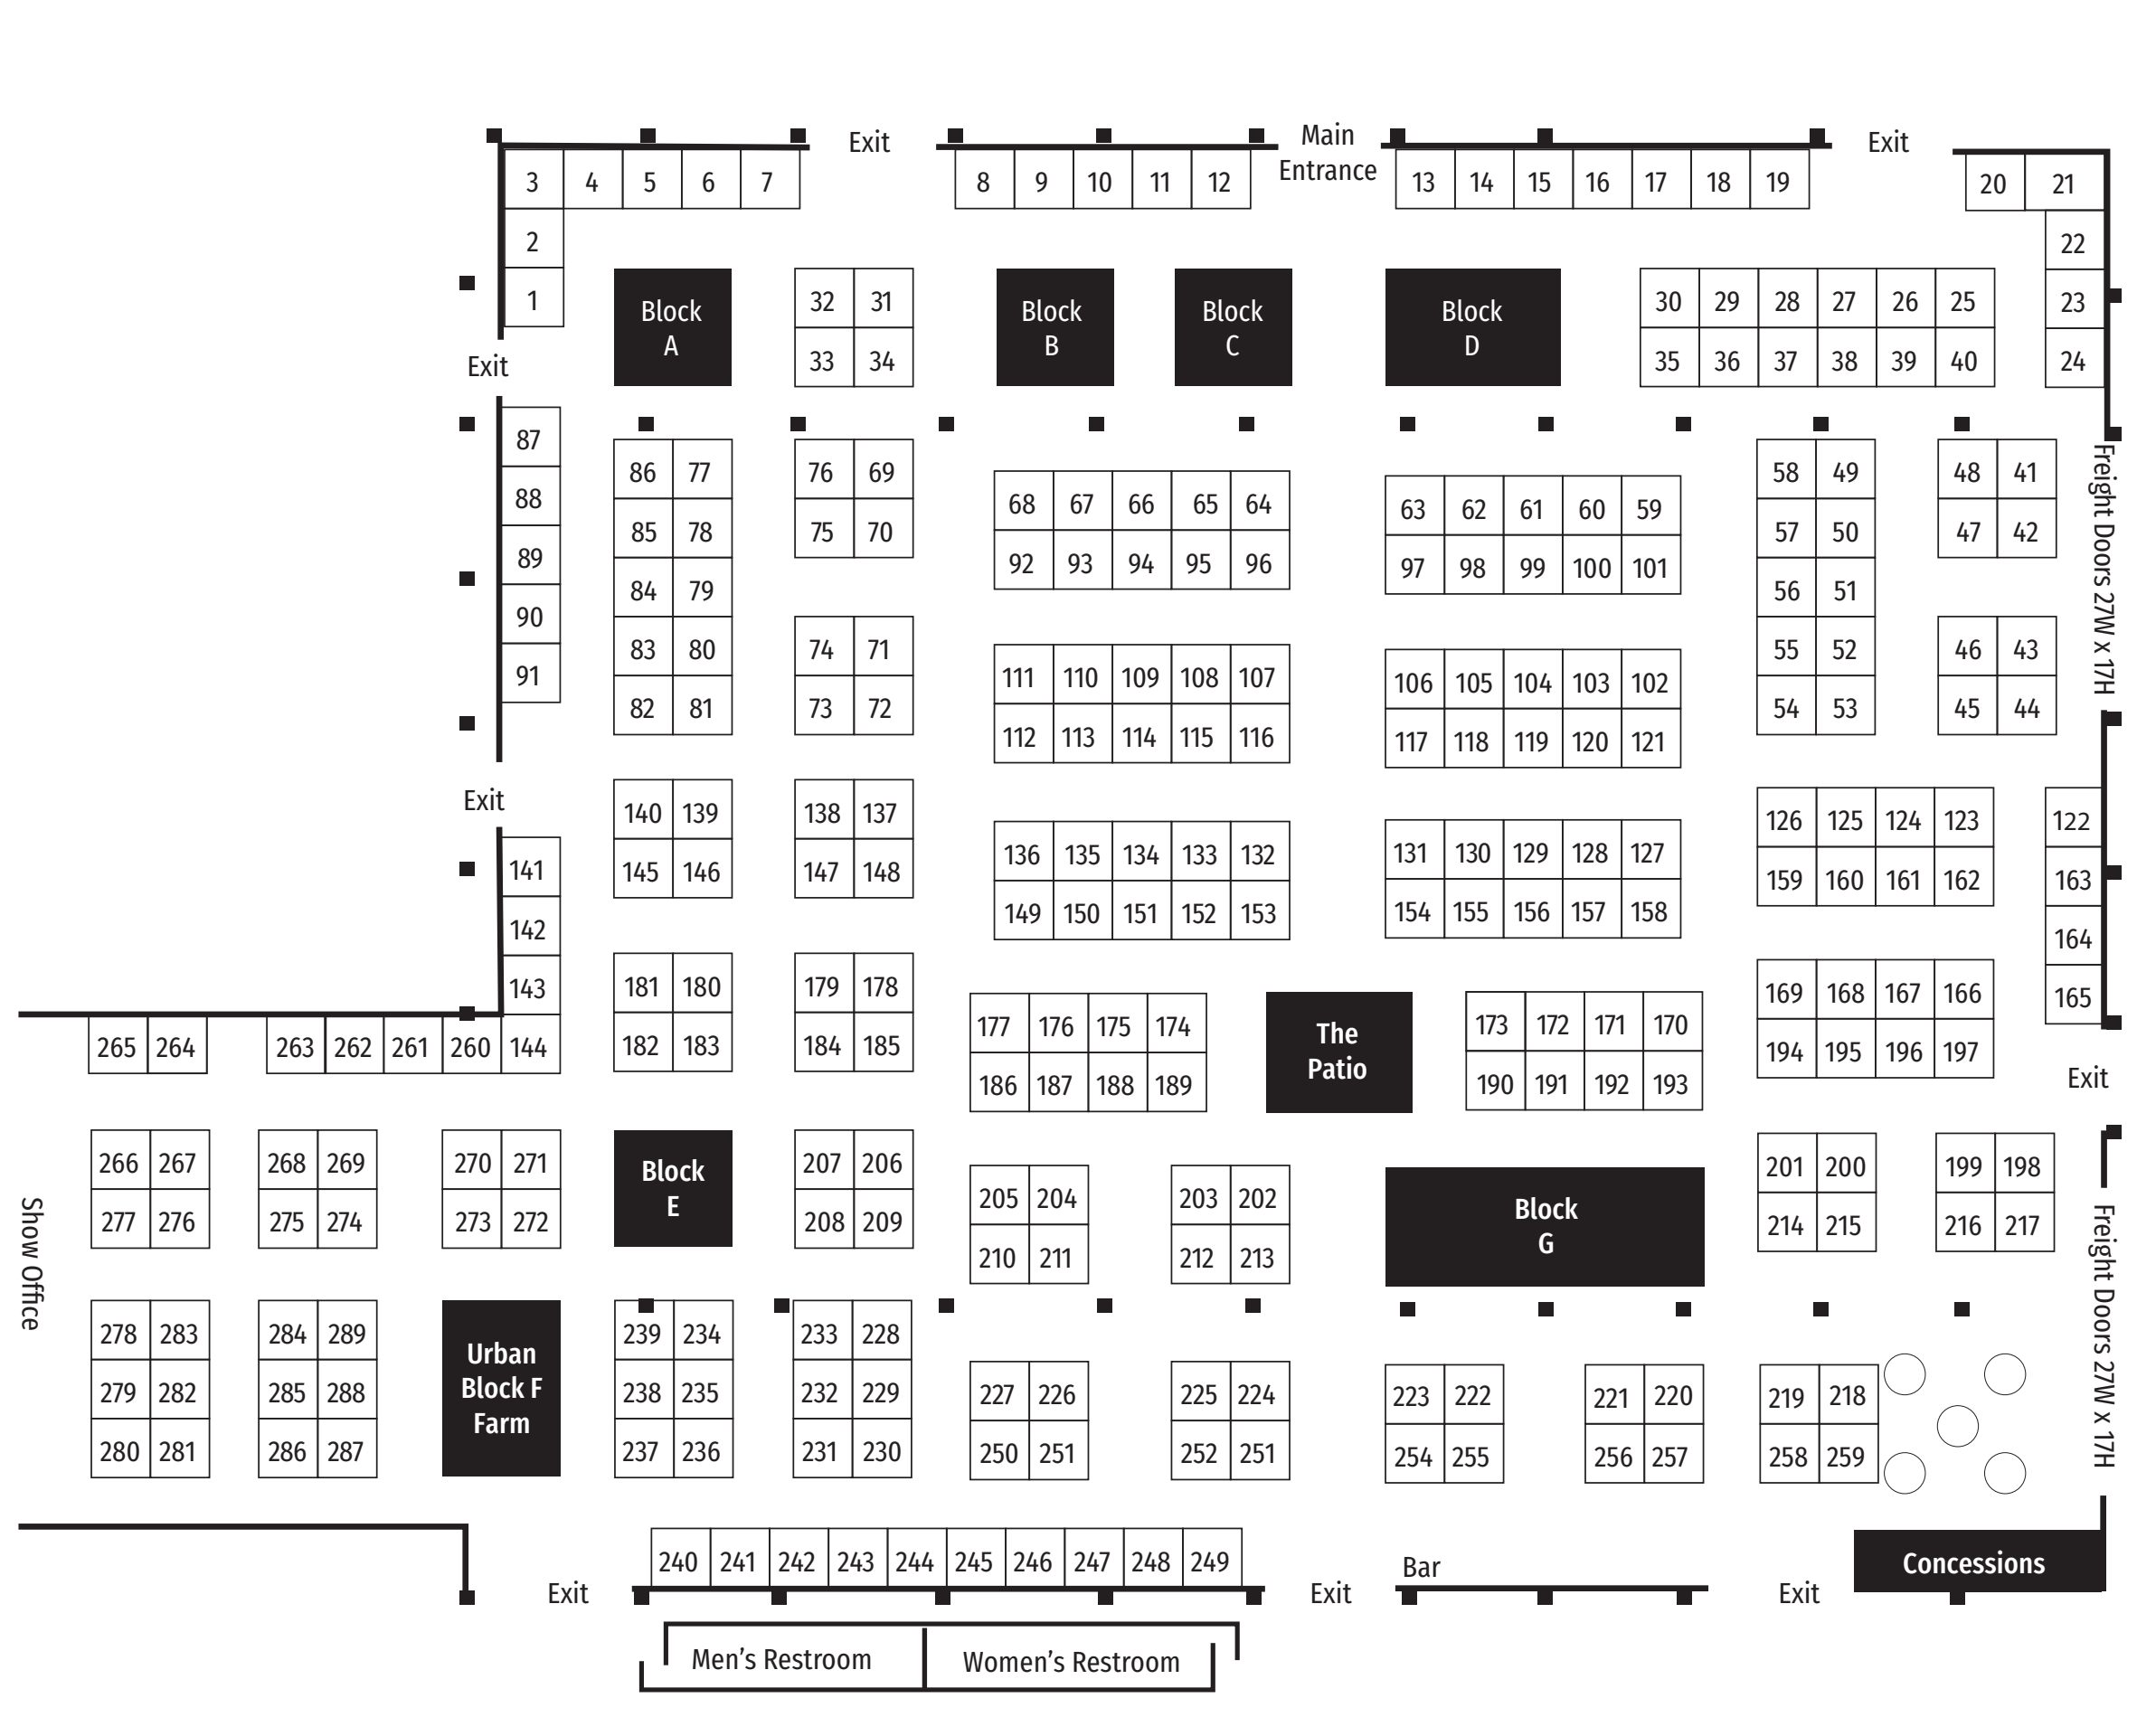 Exit
Main
Entrance
Exit
3 4 5 6 7
8 9 10 11 12
13 14 15 16 17 18 19
20 21
2
22
1
Block
A
32 31
Block
B
Block
C
Block
D
30 29 28 27 26 25
23
33 34
35 36 37 38 39 40
24
Exit
87
86 77
76 69
58 49
48 41
Freight Doors 27W x 17H
88
68 67 66 65 64
63 62 61 60 59
85 78
75 70
57 50
47 42
89
92 93 94 95 96
97 98 99 100 101
84 79
56 51
90
83 80
74 71
55 52
46 43
91
111 110 109 108 107
106 105 104 103 102
82 81
73 72
54 53
45 44
112 113 114 115 116
117 118 119 120 121
Exit
140 139
138 137
126 125 124 123
122
141
136 135 134 133 132
131 130 129 128 127
145 146
147 148
159 160 161 162
163
142
149 150 151 152 153
154 155 156 157 158
164
143
181 180
179 178
169 168 167 166
165
177 176 175 174
The
Patio
173 172 171 170
265 264
263 262 261 260 144
182 183
184 185
194 195 196 197
186 187 188 189
190 191 192 193
Exit
266 267
268 269
270 271
Block
E
207 206
201 200
199 198
205 204
203 202
Block
G
277 276
275 274
273 272
208 209
214 215
216 217
210 211
212 213
Show Office
Freight Doors 27W x 17H
278 283
284 289
Urban
Block F
Farm
239 234
233 228
279 282
285 288
238 235
232 229
227 226
225 224
223 222
221 220
219 218
280 281
286 287
237 236
231 230
250 251
252 251
254 255
256 257
258 259
240 241 242 243 244 245 246 247 248 249
Bar
Concessions
Exit
Exit
Exit
Men's Restroom
Women's Restroom